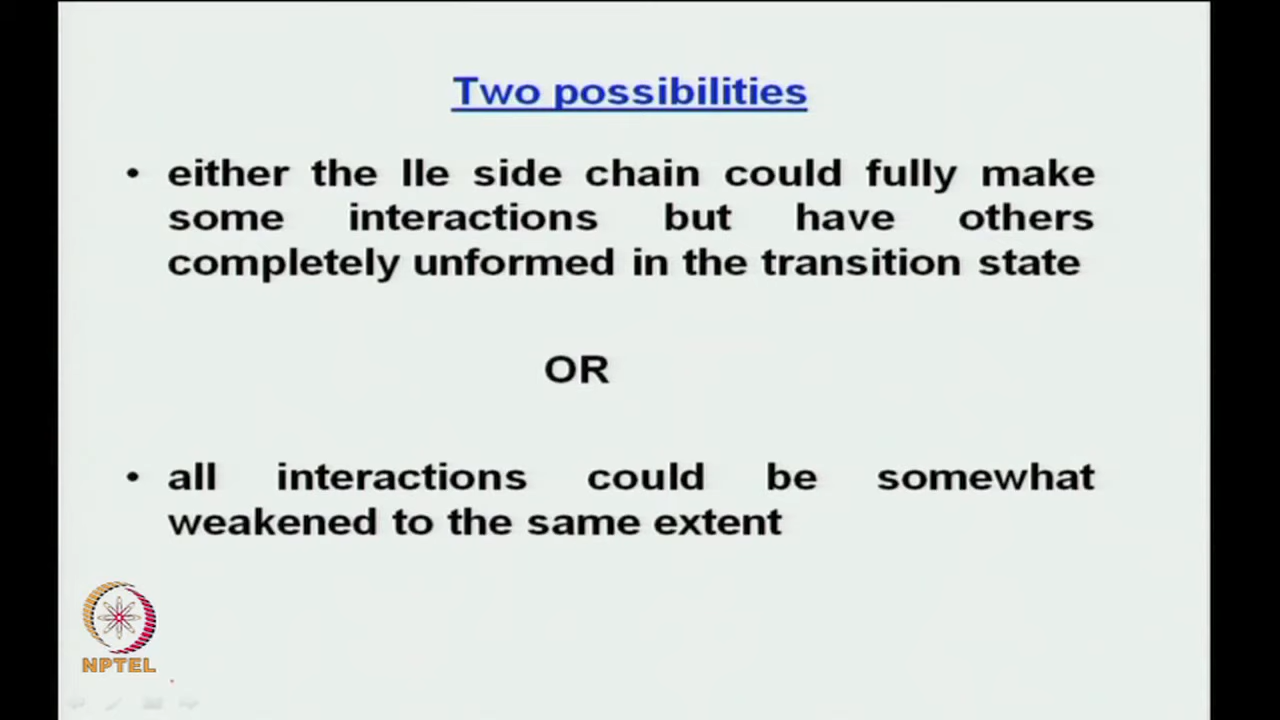 Two possibilities
• either the Ile side chain could fully make
some interactions but have others
completely unformed in the transition state
OR
• all interactions could be somewhat
weakened to the same extent
NPTEL